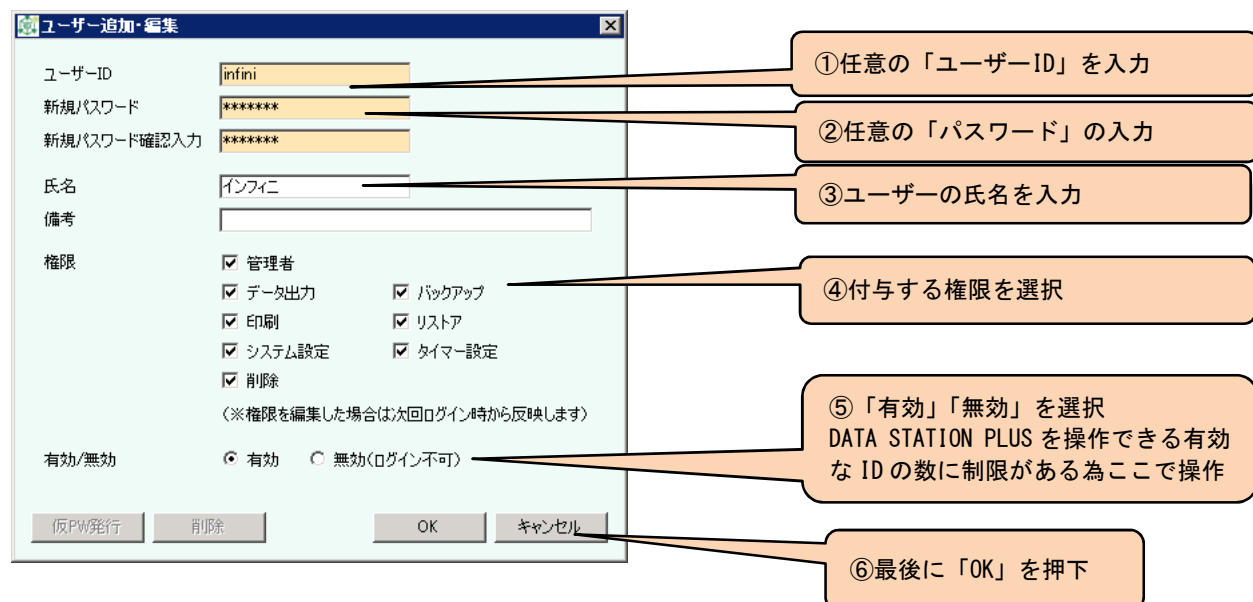 ユーザー追加・編集
ユーザーID
infini
新規パスワード
*******
新規パスワード確認入力
*******
氏名
インフィニ
備考
権限
管理者
データ出力
バックアップ
印刷
リストア
システム設定
タイマー設定
削除
(※権限を編集した場合は次回ログイン時から反映します)
有効/無効
有効
無効(ログイン不可)
仮PW発行
削除
OK
キャンセル
①任意の「ユーザーID」を入力
②任意の「パスワード」の入力
③ユーザーの氏名を入力
④付与する権限を選択
⑤「有効」「無効」を選択
DATA STATION PLUS を操作できる有効
な ID の数に制限がある為ここで操作
⑥最後に「OK」を押下